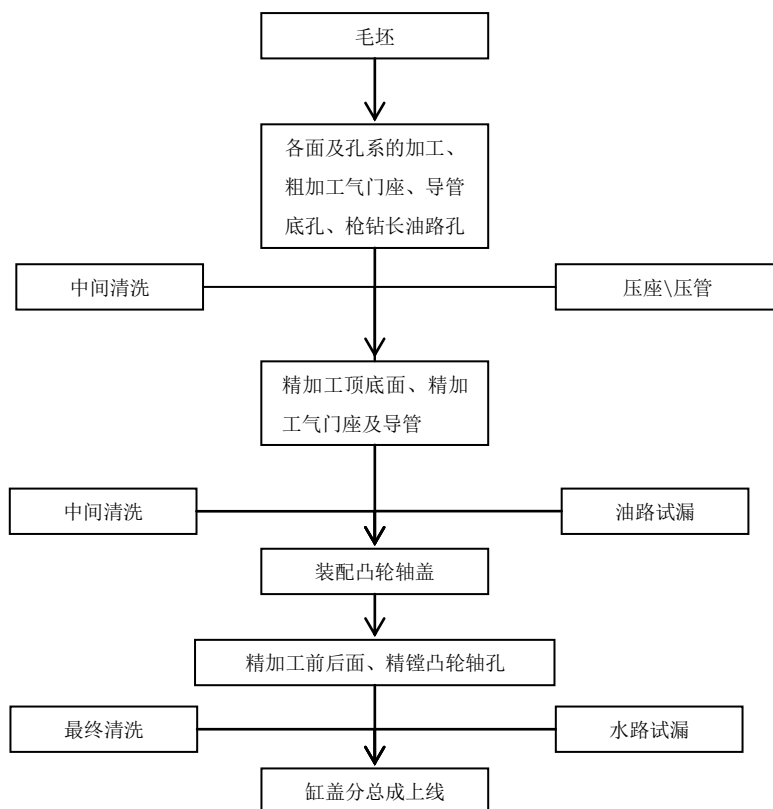 毛坯
各面及孔系的加工、
粗加工气门座、导管
底孔、枪钻长油路孔
中间清洗
压座\压管
精加工顶底面、精加
工气门座及导管
中间清洗
油路试漏
装配凸轮轴盖
精加工前后面、精镗凸轮轴孔
最终清洗
水路试漏
缸盖分总成上线